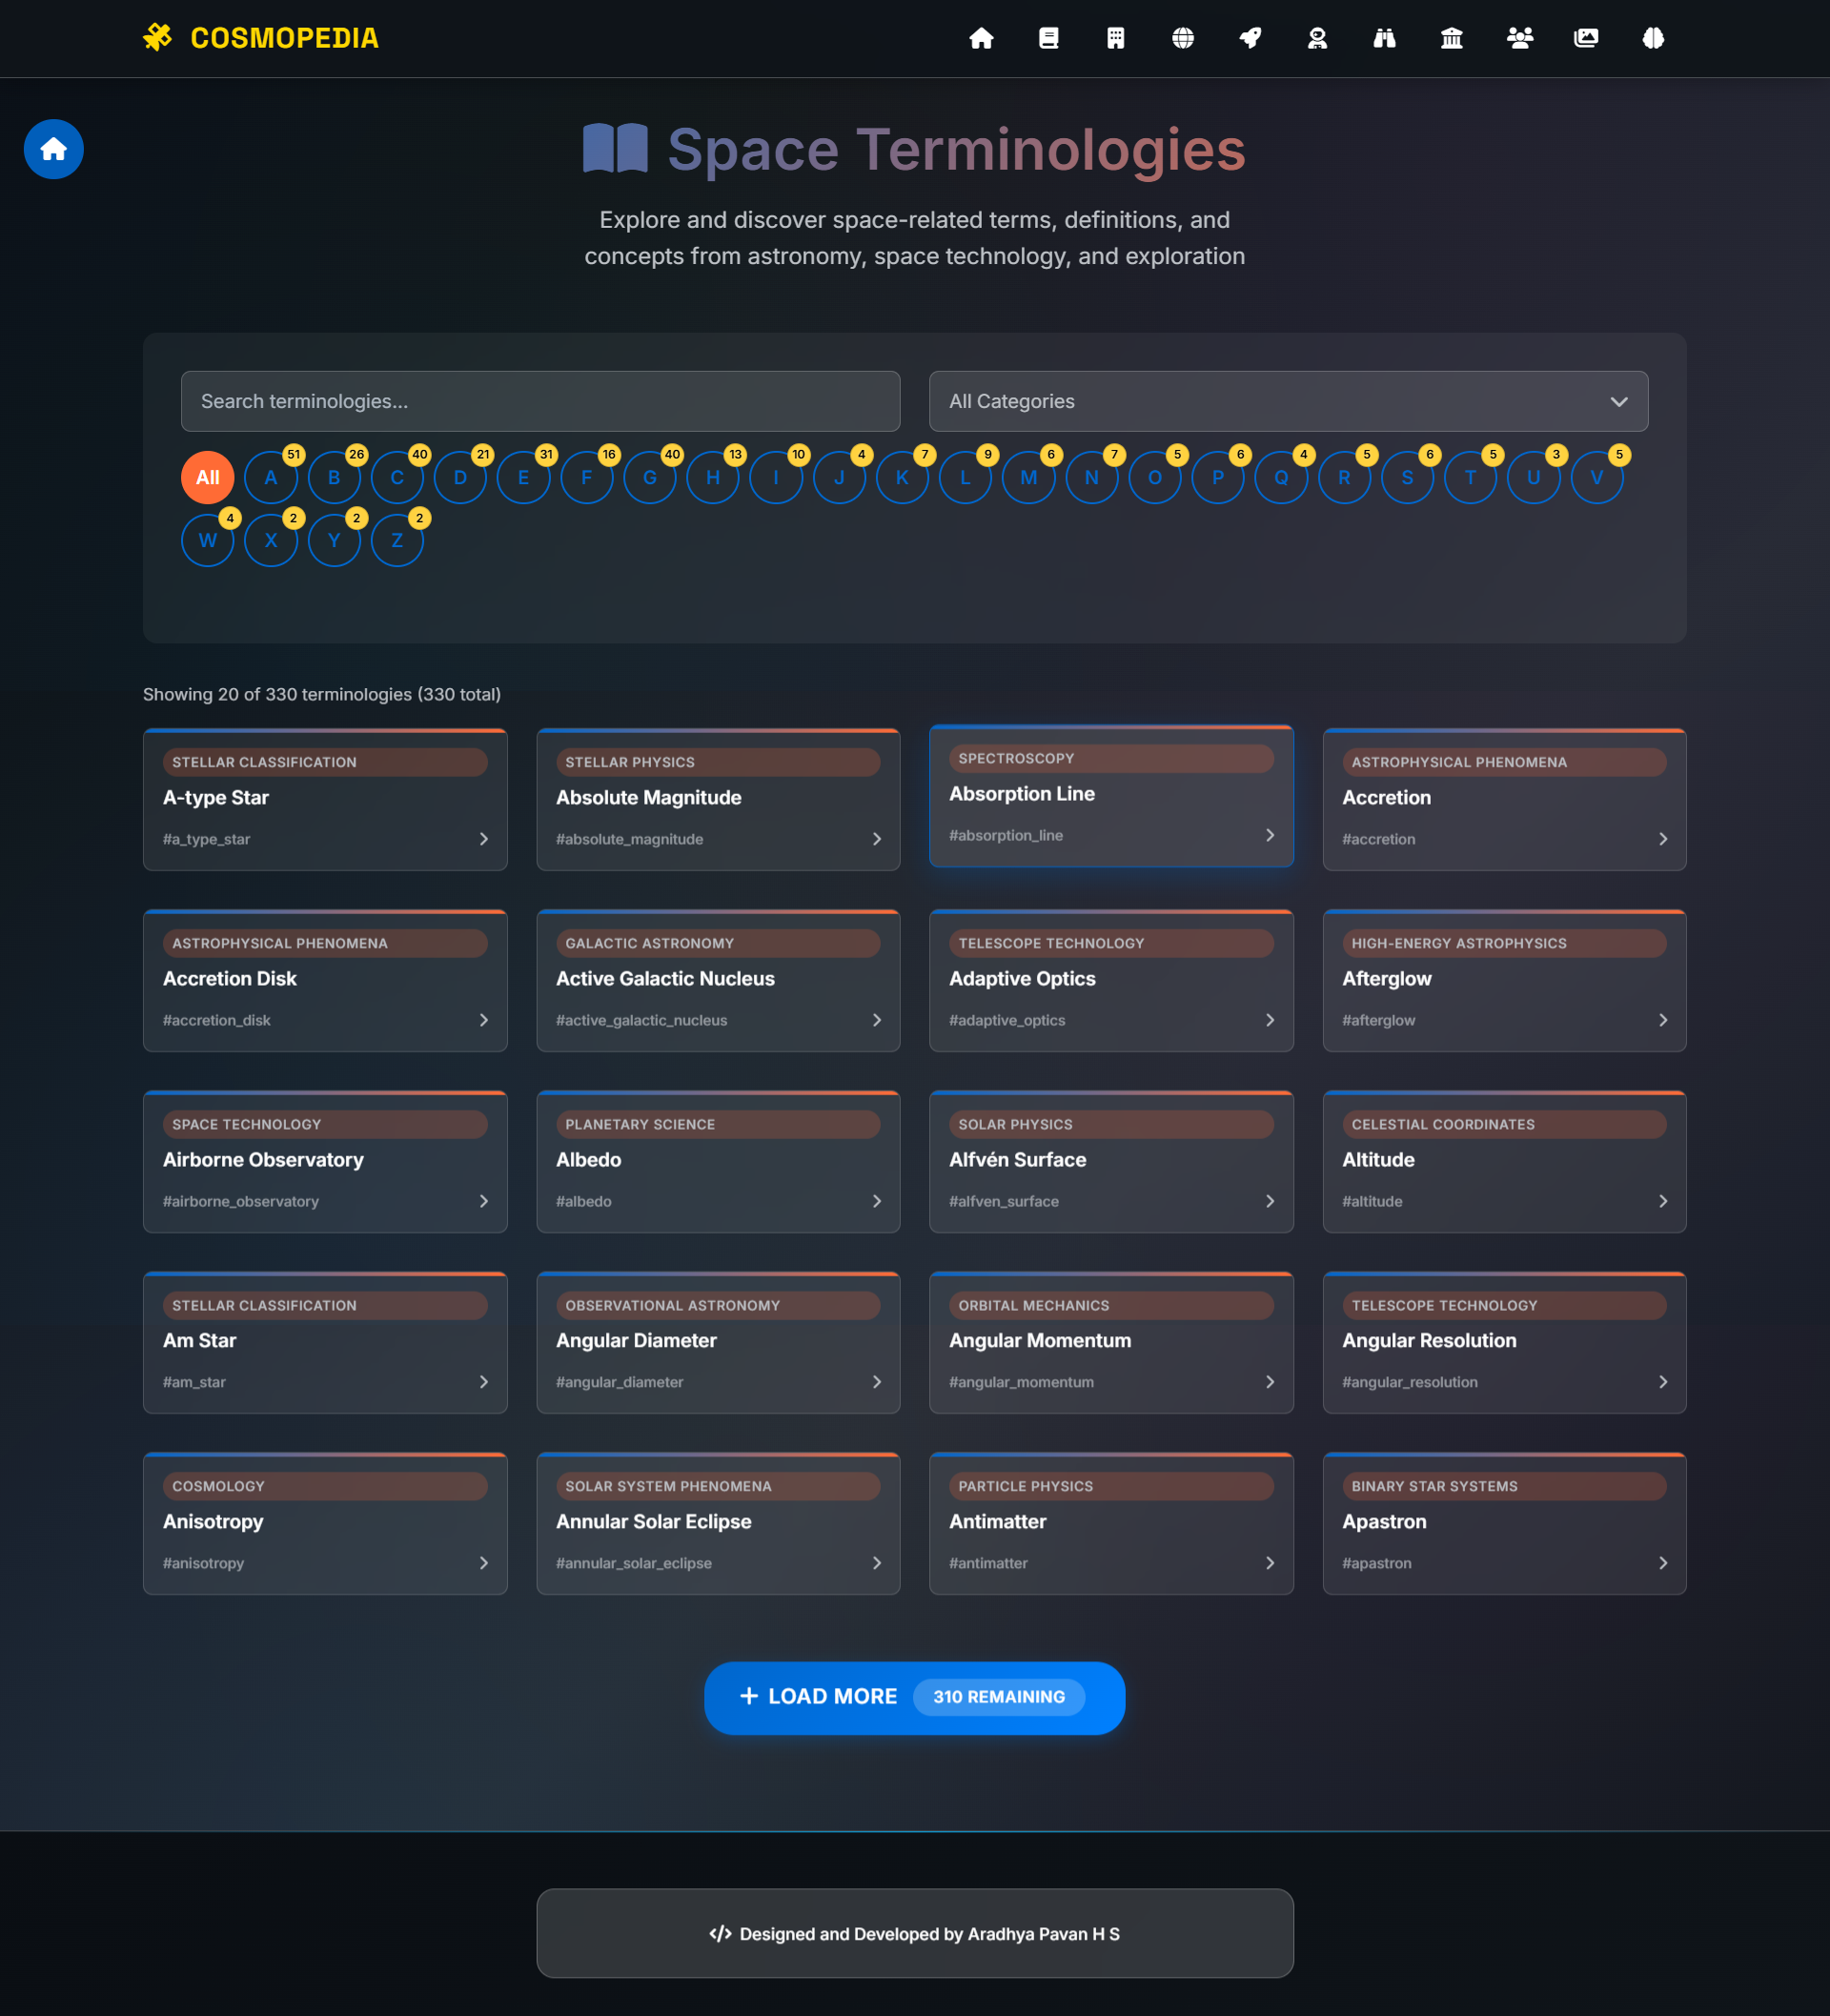 COSMOPEDIA
Space Terminologies
Explore and discover space-related terms, definitions, and
concepts from astronomy, space technology, and exploration
Search terminologies...
All Categories
All
A 51
B 26
C 40
D 21
E 31
F 16
G 40
H 13
I 10
J 4
K 7
L 9
M 6
N 7
O 5
P 6
Q 4
R 5
S 6
T 5
U 3
V 5
W 4
X 2
Y 2
Z 2
Showing 20 of 330 terminologies (330 total)
STELLAR CLASSIFICATION
A-type Star
#a_type_star
STELLAR PHYSICS
Absolute Magnitude
#absolute_magnitude
SPECTROSCOPY
Absorption Line
#absorption_line
ASTROPHYSICAL PHENOMENA
Accretion
#accretion
ASTROPHYSICAL PHENOMENA
Accretion Disk
#accretion_disk
GALACTIC ASTRONOMY
Active Galactic Nucleus
#active_galactic_nucleus
TELESCOPE TECHNOLOGY
Adaptive Optics
#adaptive_optics
HIGH-ENERGY ASTROPHYSICS
Afterglow
#afterglow
SPACE TECHNOLOGY
Airborne Observatory
#airborne_observatory
PLANETARY SCIENCE
Albedo
#albedo
SOLAR PHYSICS
Alfvén Surface
#alfven_surface
CELESTIAL COORDINATES
Altitude
#altitude
STELLAR CLASSIFICATION
Am Star
#am_star
OBSERVATIONAL ASTRONOMY
Angular Diameter
#angular_diameter
ORBITAL MECHANICS
Angular Momentum
#angular_momentum
TELESCOPE TECHNOLOGY
Angular Resolution
#angular_resolution
COSMOLOGY
Anisotropy
#anisotropy
SOLAR SYSTEM PHENOMENA
Annular Solar Eclipse
#annular_solar_eclipse
PARTICLE PHYSICS
Antimatter
#antimatter
BINARY STAR SYSTEMS
Apastron
#apastron
+ LOAD MORE 310 REMAINING
</> Designed and Developed by Aradhya Pavan H S